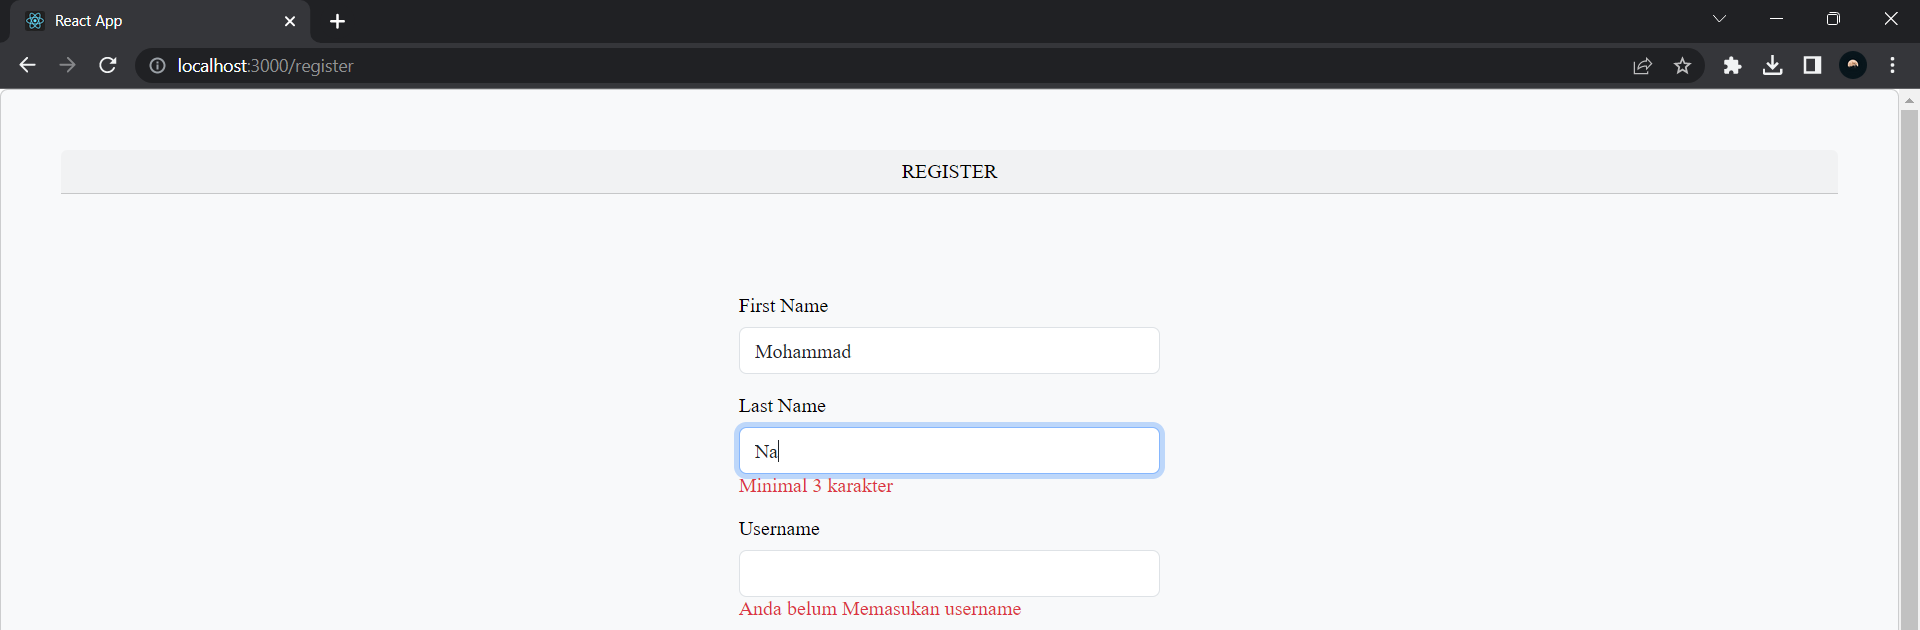 React App
localhost:3000/register
REGISTER
First Name
Mohammad
Last Name
Na
Minimal 3 karakter
Username
Anda belum Memasukan username